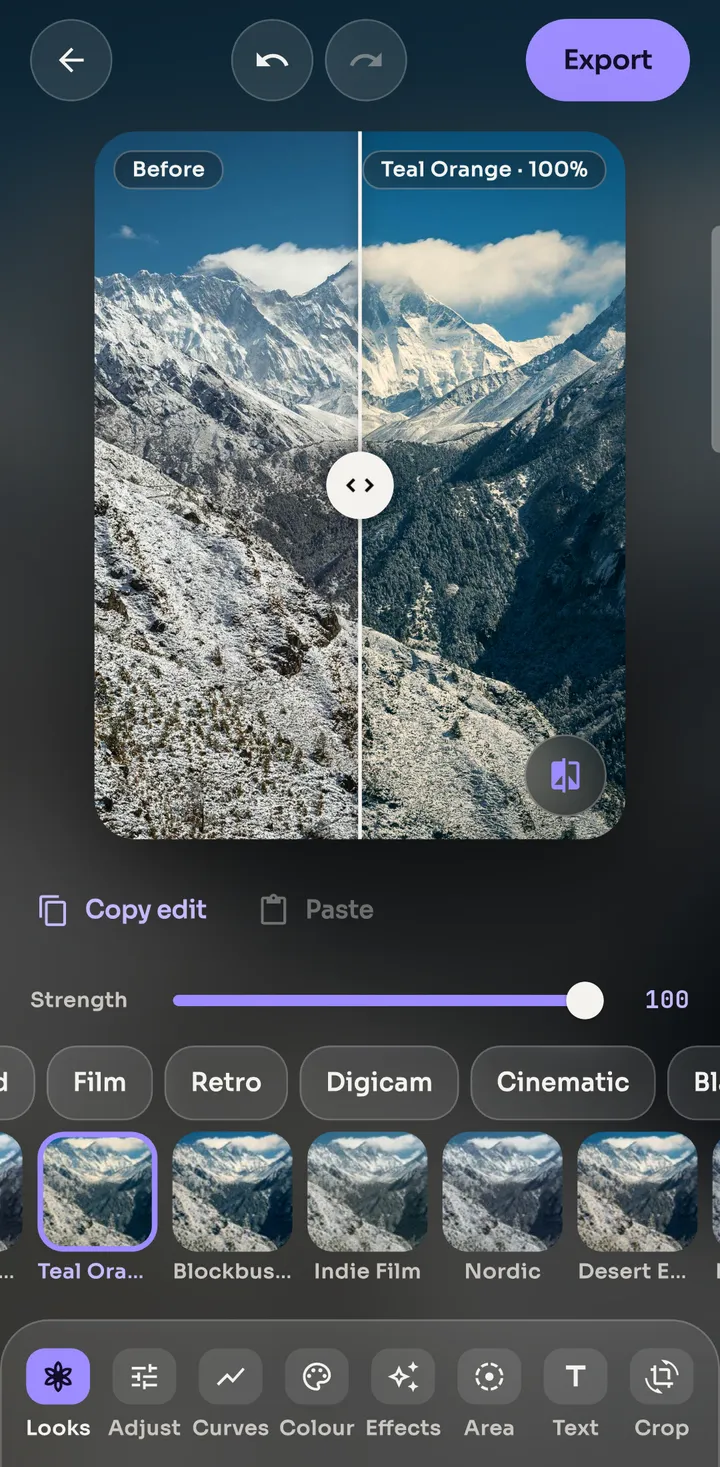 Export
Before
Teal Orange · 100%
Copy edit
Paste
Strength
100
Film
Retro
Digicam
Cinematic
Teal Ora...
Blockbus...
Indie Film
Nordic
Desert E...
Looks
Adjust
Curves
Colour
Effects
Area
Text
Crop